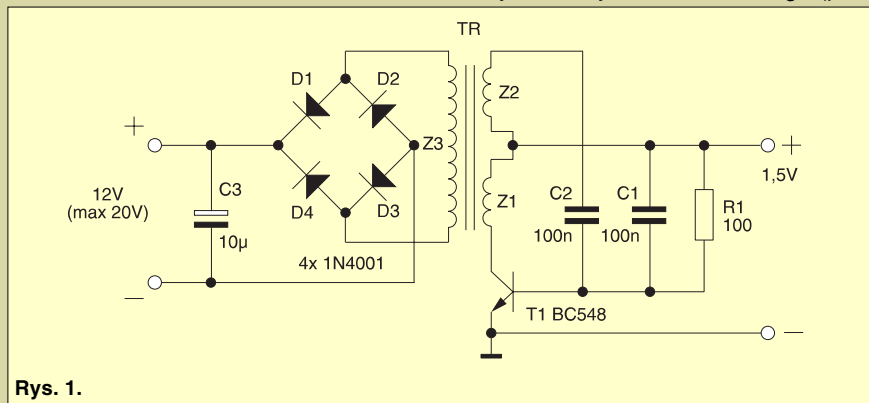 TR
D1
D2
Z2
+
Z3
+
12V
(max 20V)
C3
D4
D3
Z1
C2
C1
1,5V
R1
100
10µ
100n
100n
4x 1N4001
–
T1 BC548
–
Rys. 1.